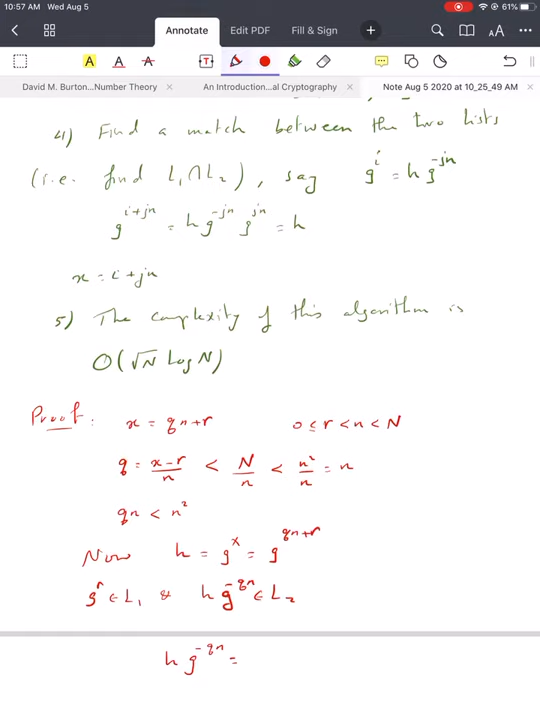 10:57 AM Wed Aug 5 61%
Annotate Edit PDF Fill & Sign
David M. Burton...Number Theory × An Introduction...al Cryptography × Note Aug 5 2020 at 10_25_49 AM ×
4) Find a match between the two lists
(i.e. find L₁∩L₂), say g^i = h g^{-jn}
g^{i+jn} = h g^{-jn} g^{jn} = h
x = i + jn
5) The complexity of this algorithm is
O(√N Log N)
Proof: x = qn+r 0 ≤ r < n < N
q = (x-r)/n < N/n < n²/n = n
qn < n²
Now h = g^x = g^{qn+r}
g^r ∈ L₁ & h g^{-qn} ∈ L₂
h g^{-qn} =